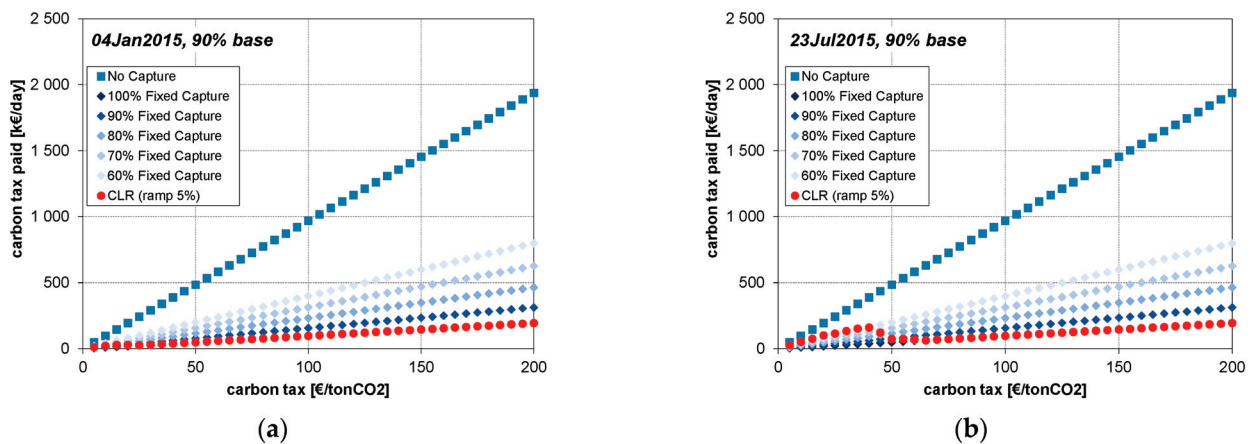 2 500
2 000
1 500
1 000
500
0
carbon tax paid [k€/day]
04Jan2015, 90% base
No Capture
100% Fixed Capture
90% Fixed Capture
80% Fixed Capture
70% Fixed Capture
60% Fixed Capture
CLR (ramp 5%)
0 50 100 150 200
carbon tax [€/tonCO2]
(a)
2 500
2 000
1 500
1 000
500
0
carbon tax paid [k€/day]
23Jul2015, 90% base
No Capture
100% Fixed Capture
90% Fixed Capture
80% Fixed Capture
70% Fixed Capture
60% Fixed Capture
CLR (ramp 5%)
0 50 100 150 200
carbon tax [€/tonCO2]
(b)